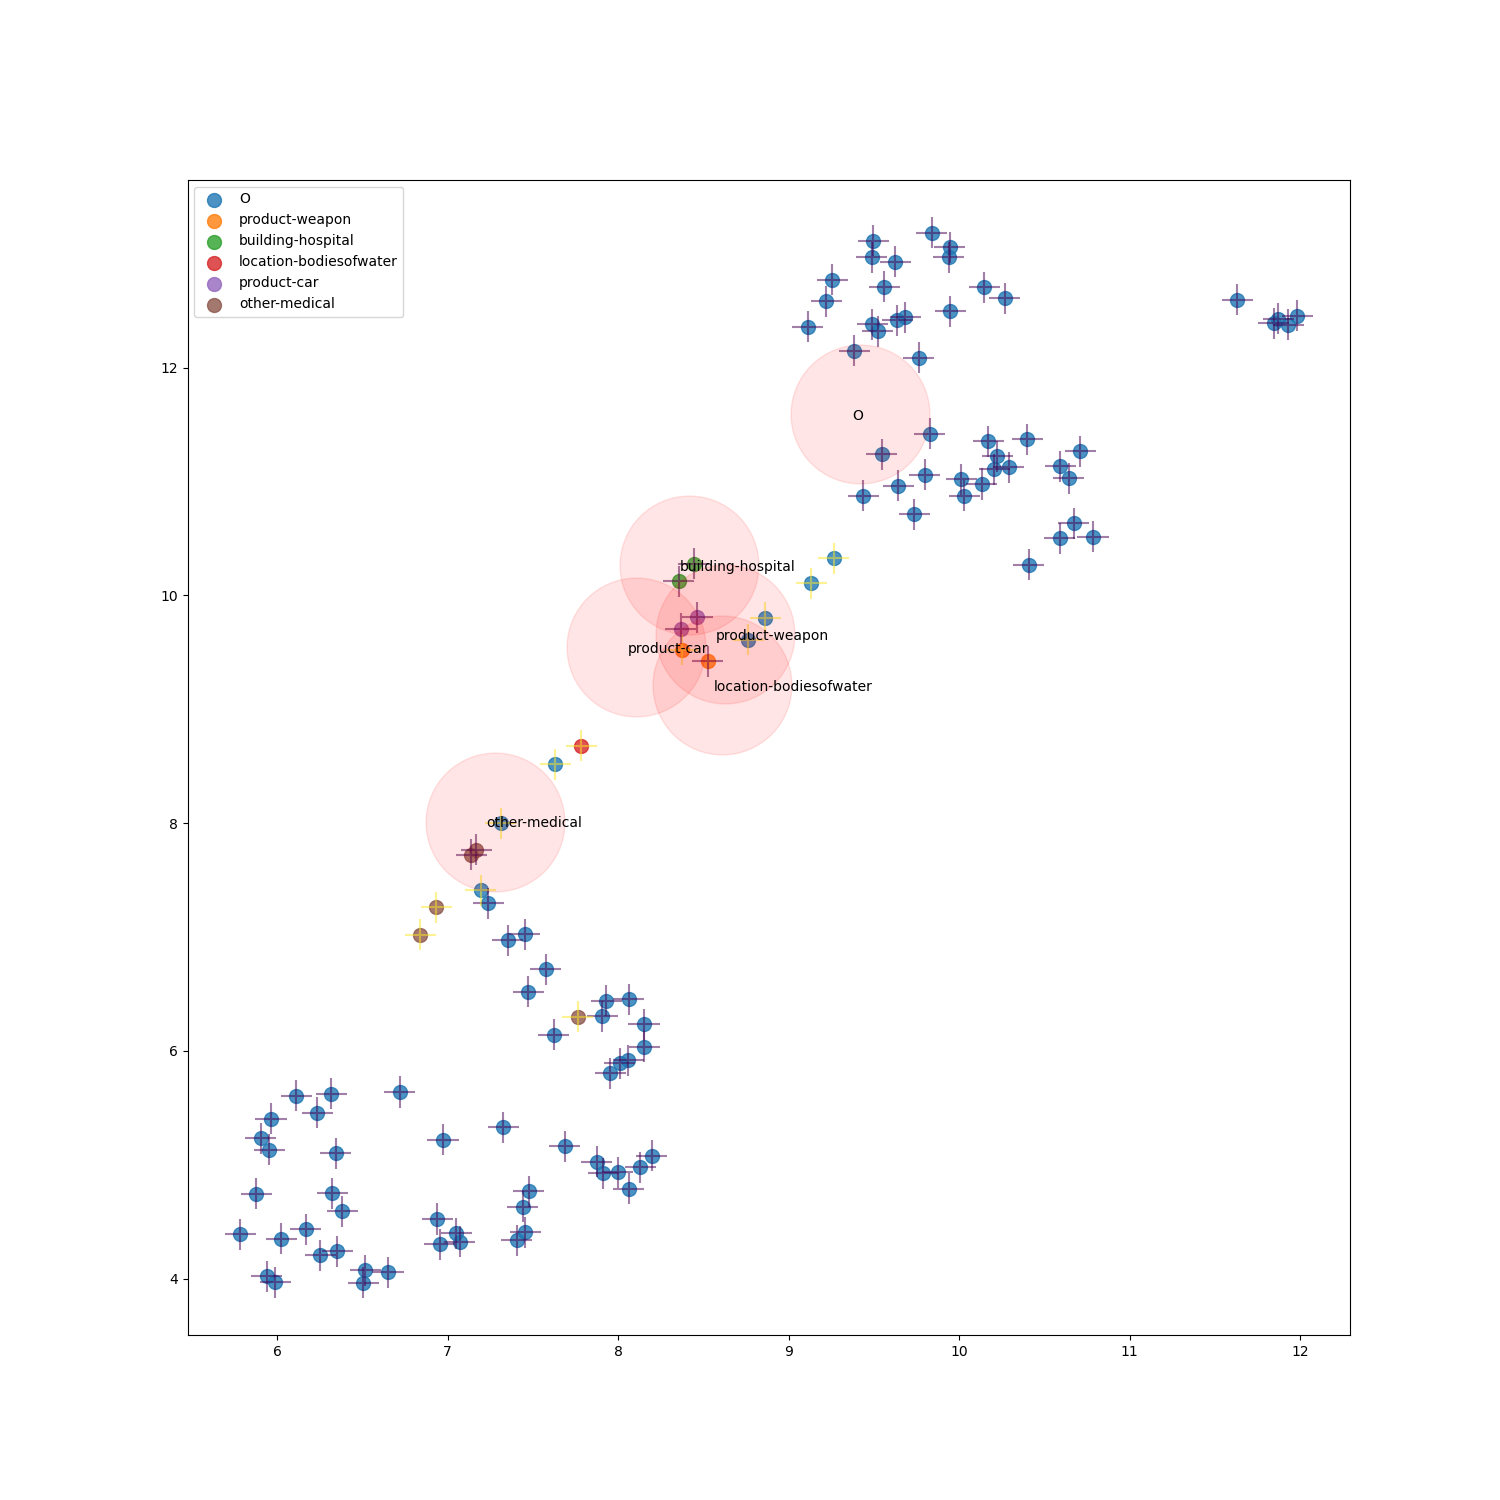 O
product-weapon
building-hospital
location-bodiesofwater
product-car
other-medical
12
10
8
6
4
O
building-hospital
product-weapon
product-car
location-bodiesofwater
other-medical
6 7 8 9 10 11 12